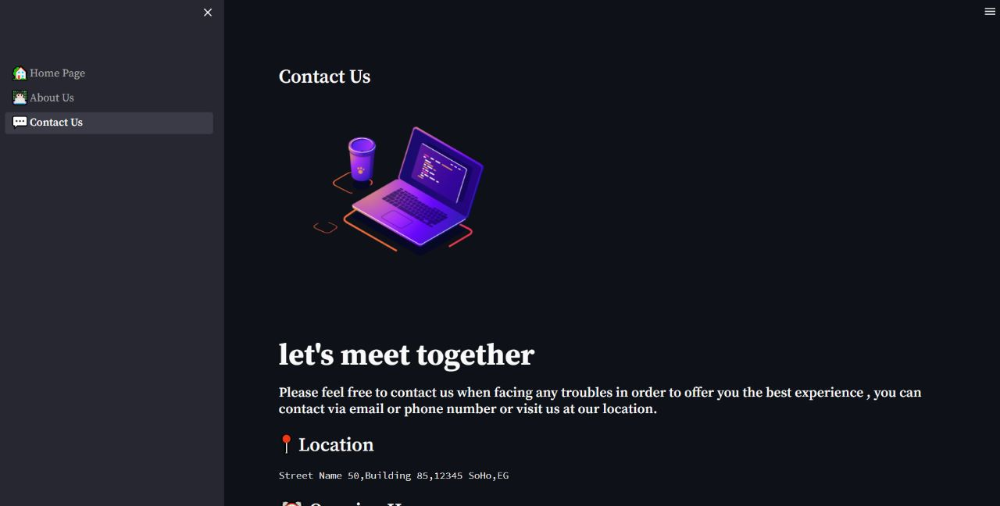 Home Page
About Us
Contact Us
Contact Us
let's meet together
Please feel free to contact us when facing any troubles in order to offer you the best experience , you can
contact via email or phone number or visit us at our location.
Location
Street Name 50,Building 85,12345 SoHo,EG